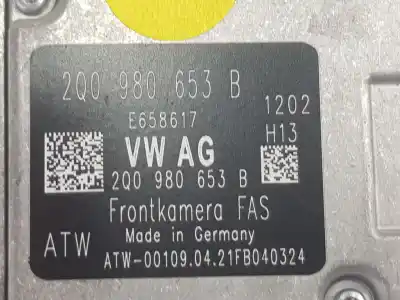 2Q0 980 653 B
E658617
1202
H13
VW AG
2Q0 980 653 B
Frontkamera FAS
Made in Germany
ATW
ATW-00109.04.21FB040324